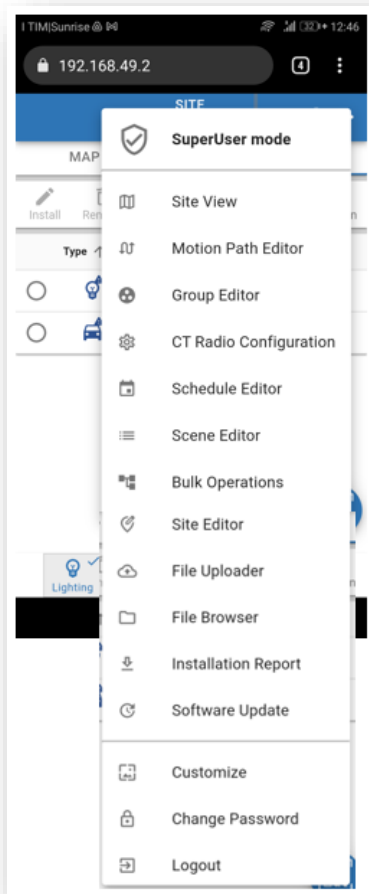 I TIM|Sunrise 32 12:46
192.168.49.2 4
SITE
MAP
SuperUser mode
Install
Site View
Type
Motion Path Editor
Group Editor
CT Radio Configuration
Schedule Editor
Scene Editor
Bulk Operations
Site Editor
File Uploader
Lighting
File Browser
Installation Report
Software Update
Customize
Change Password
Logout